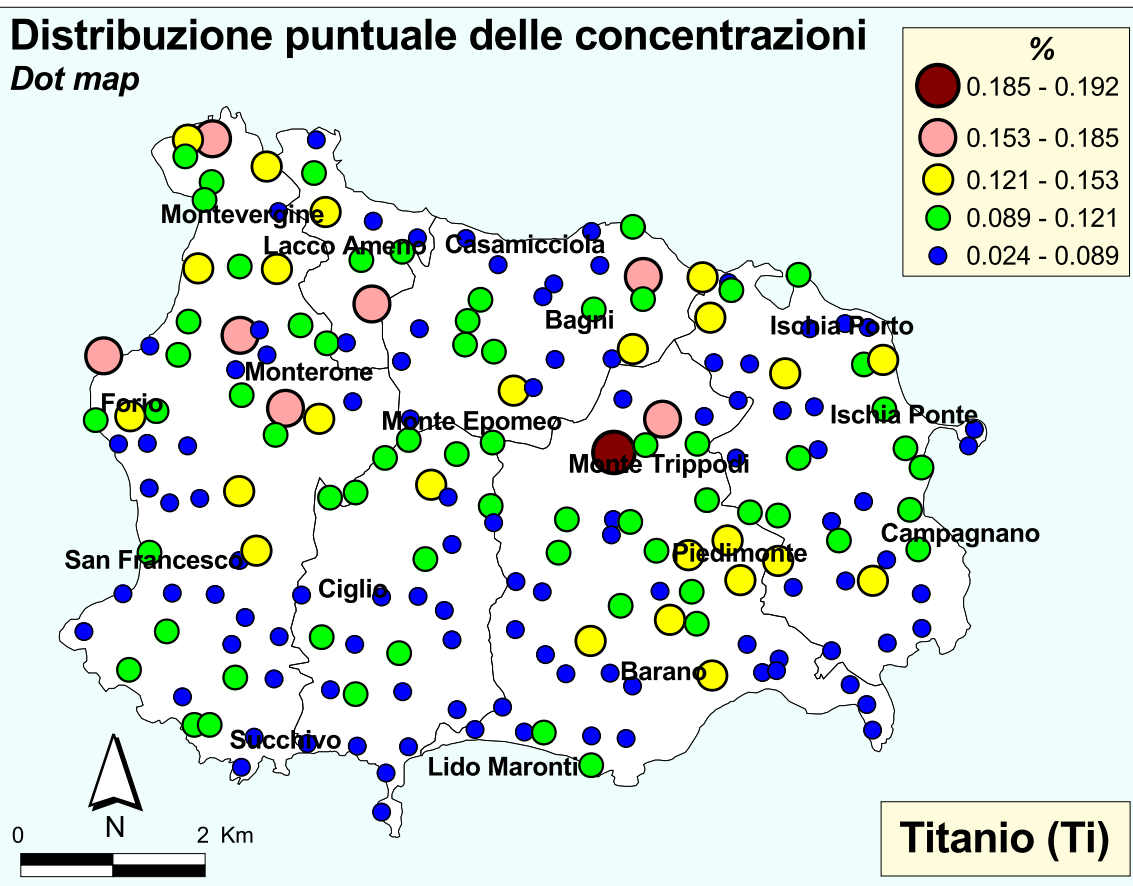 Distribuzione puntuale delle concentrazioni
Dot map
%
0.185 - 0.192
0.153 - 0.185
0.121 - 0.153
0.089 - 0.121
0.024 - 0.089
Montevergine
Lacco Ameno
Casamicciola
Bagni
Ischia Porto
Monterone
Forio
Monte Epomeo
Ischia Ponte
Monte Trippodi
Campagnano
San Francesco
Piedimonte
Ciglio
Barano
Succhivo
Lido Maronti
N
0 2 Km
Titanio (Ti)